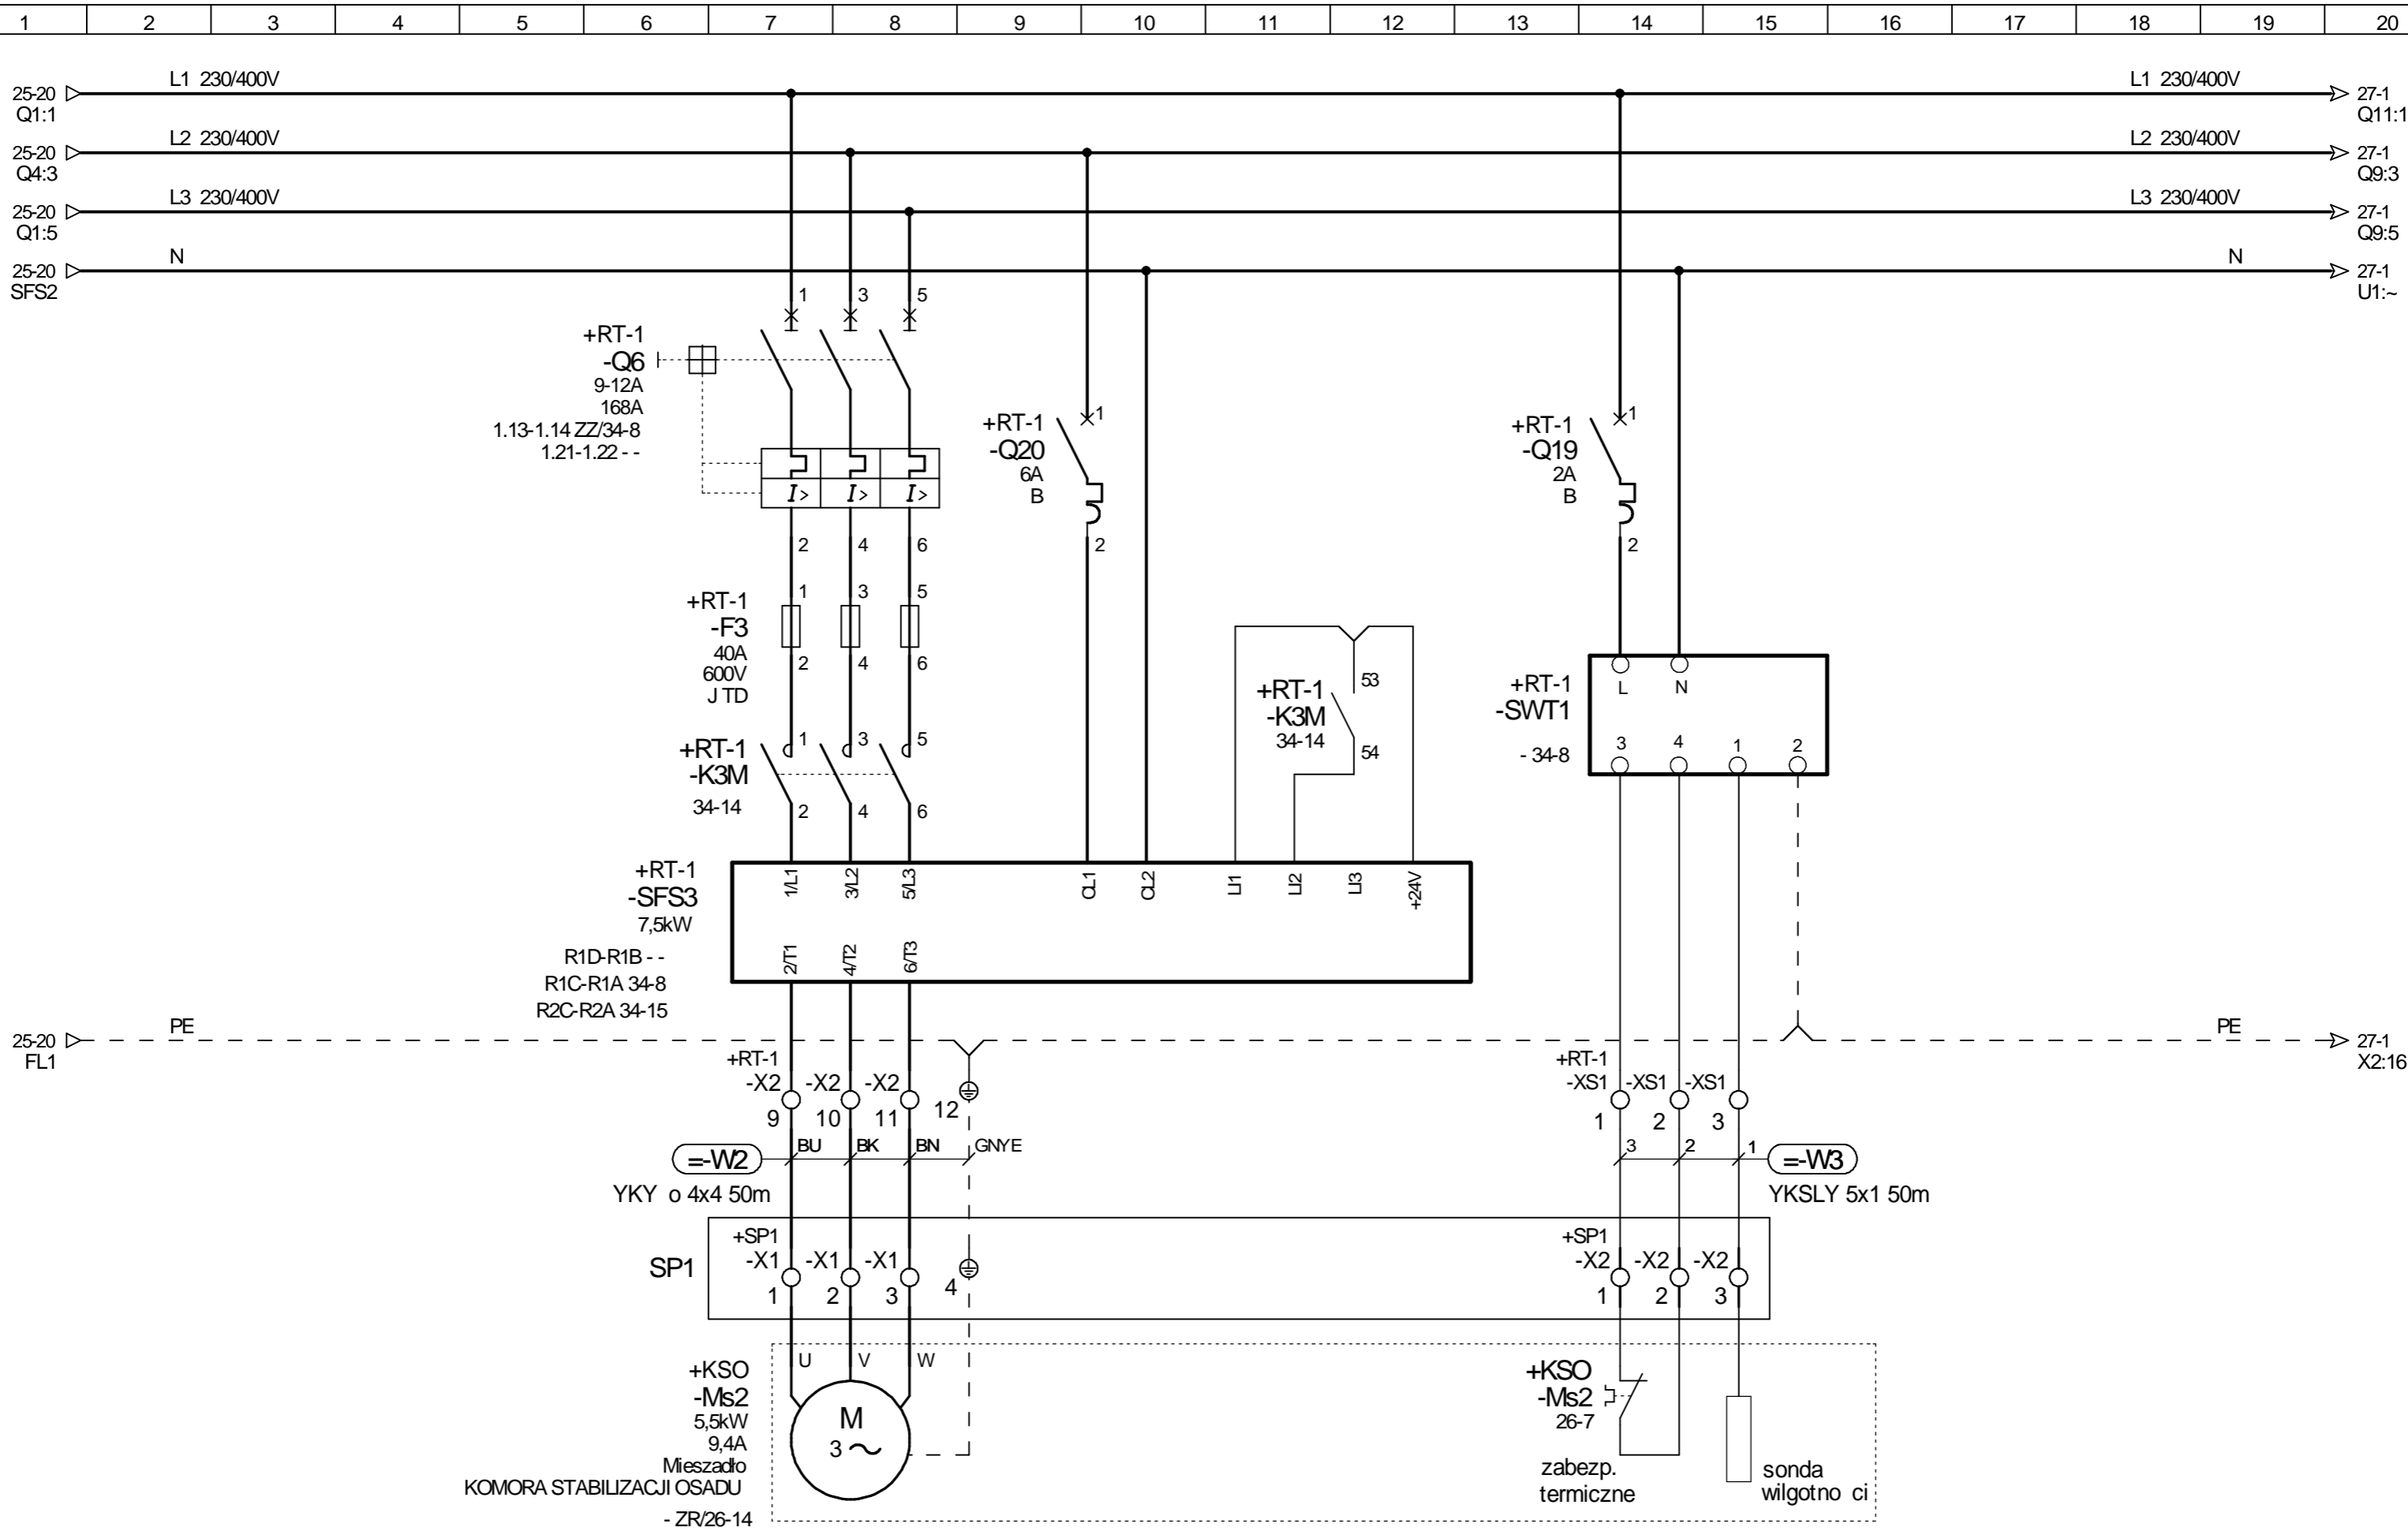 1 2 3 4 5 6 7 8 9 10 11 12 13 14 15 16 17 18 19 20
L1 230/400V L1 230/400V
25-20 27-1
Q1:1 Q11:1
L2 230/400V L2 230/400V
25-20 27-1
Q4:3 Q9:3
L3 230/400V L3 230/400V
25-20 27-1
Q1:5 Q9:5
N N
25-20 27-1
SFS2 U1:~
1 3 5
+RT-1
-Q6
9-12A
168A
1.13-1.14 ZZ/34-8
1.21-1.22 - -
I> I> I>
2 4 6
+RT-1
-Q20
6A
B
1
2
+RT-1
-Q19
2A
B
1
2
+RT-1
-F3
40A
600V
JTD
1 3 5
2 4 6
+RT-1
-K3M
34-14
1 3 5
2 4 6
+RT-1
-K3M
34-14
53
54
+RT-1
-SWT1
- 34-8
L N
3 4 1 2
+RT-1
-SFS3
7,5kW
R1D-R1B - -
R1C-R1A 34-8
R2C-R2A 34-15
1/L1 3/L2 5/L3 CL1 CL2 LI1 LI2 LI3 +24V
2/T1 4/T2 6/T3
PE PE
25-20 27-1
FL1 X2:16
+RT-1
-X2 -X2 -X2
9 10 11 12
+RT-1
-XS1 -XS1 -XS1
1 2 3
=-W2
BU BK BN GNYE
YKY o 4x4 50m
3 2 1
=-W3
YKSLY 5x1 50m
SP1
+SP1
-X1 -X1 -X1
1 2 3 4
+SP1
-X2 -X2 -X2
1 2 3
U V W
+KSO
-Ms2
5,5kW
9,4A
Mieszadło
KOMORA STABILIZACJI OSADU
- ZR/26-14
M
3 ~
+KSO
-Ms2
26-7
zabezp.
termiczne
sonda
wilgotno ci